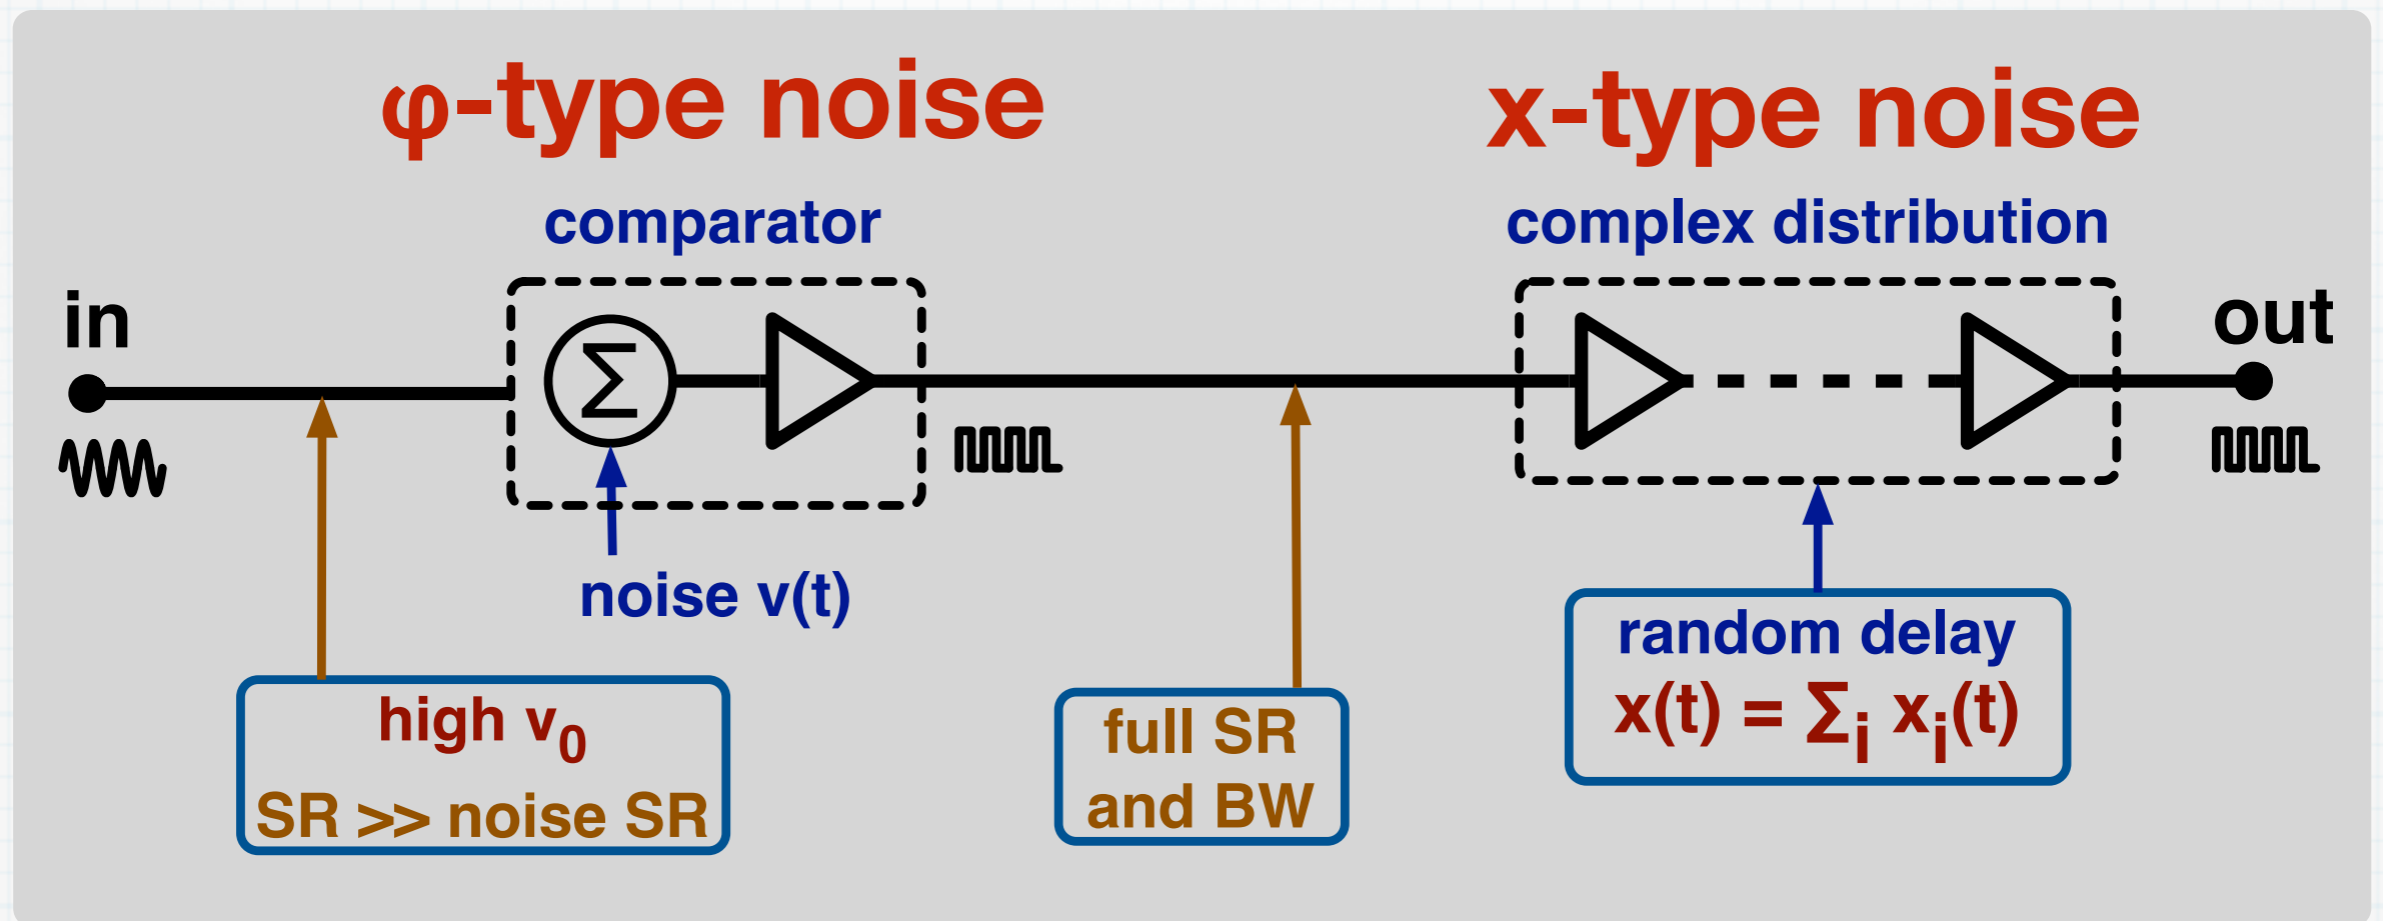 φ-type noise
x-type noise
comparator
complex distribution
in
out
Σ
noise v(t)
high v₀
SR >> noise SR
full SR
and BW
random delay
x(t) = Σᵢ xᵢ(t)